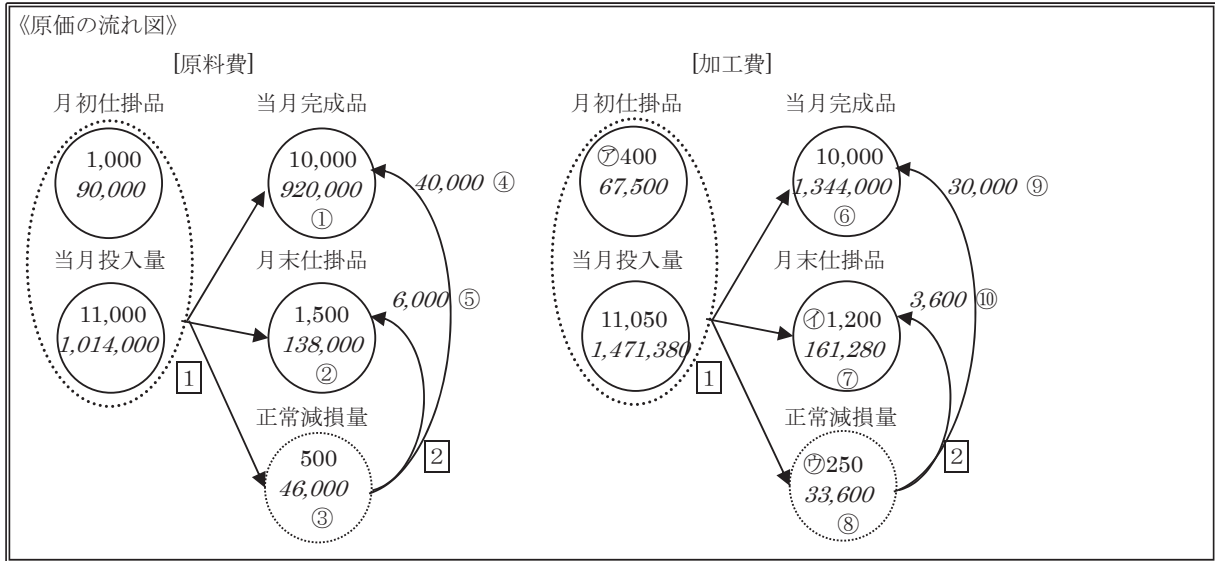 《原価の流れ図》
[原料費]
月初仕掛品
当月完成品
1,000
90,000
10,000
920,000
①
40,000 ④
当月投入量
月末仕掛品
11,000
1,014,000
1,500
138,000
②
6,000 ⑤
1
正常減損量
500
46,000
③
2
[加工費]
月初仕掛品
当月完成品
㋐400
67,500
10,000
1,344,000
⑥
30,000 ⑨
当月投入量
月末仕掛品
11,050
1,471,380
㋑1,200
161,280
⑦
3,600 ⑩
1
正常減損量
㋒250
33,600
⑧
2